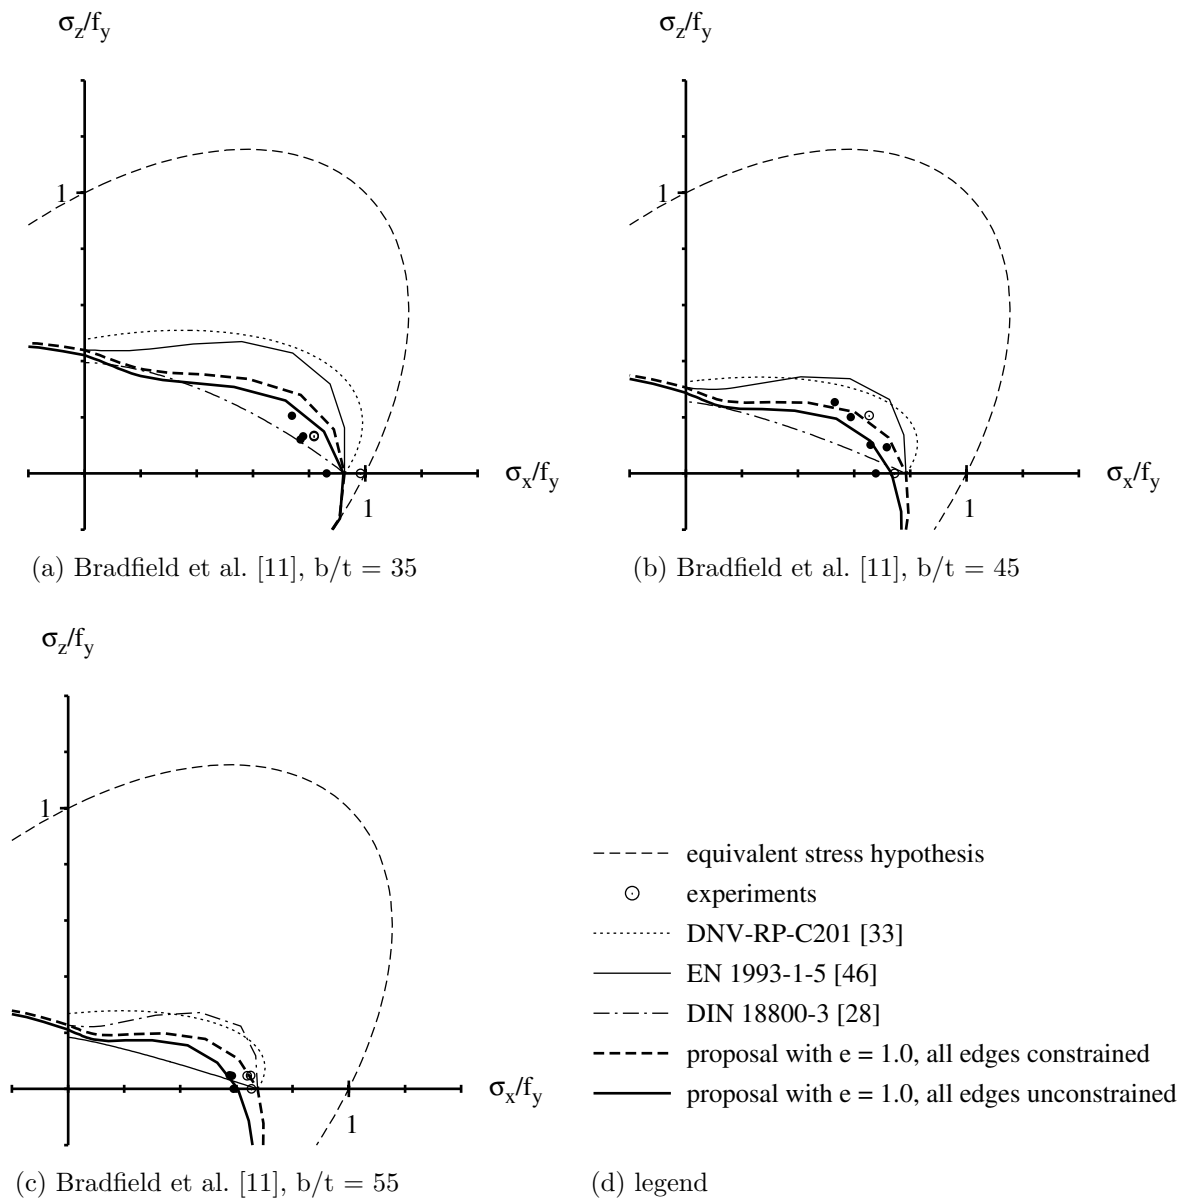 σz/fy
σz/fy
1
1
σx/fy
σx/fy
1
1
(a) Bradfield et al. [11], b/t = 35
(b) Bradfield et al. [11], b/t = 45
σz/fy
1
σx/fy
1
equivalent stress hypothesis
experiments
DNV-RP-C201 [33]
EN 1993-1-5 [46]
DIN 18800-3 [28]
proposal with e = 1.0, all edges constrained
proposal with e = 1.0, all edges unconstrained
(c) Bradfield et al. [11], b/t = 55
(d) legend